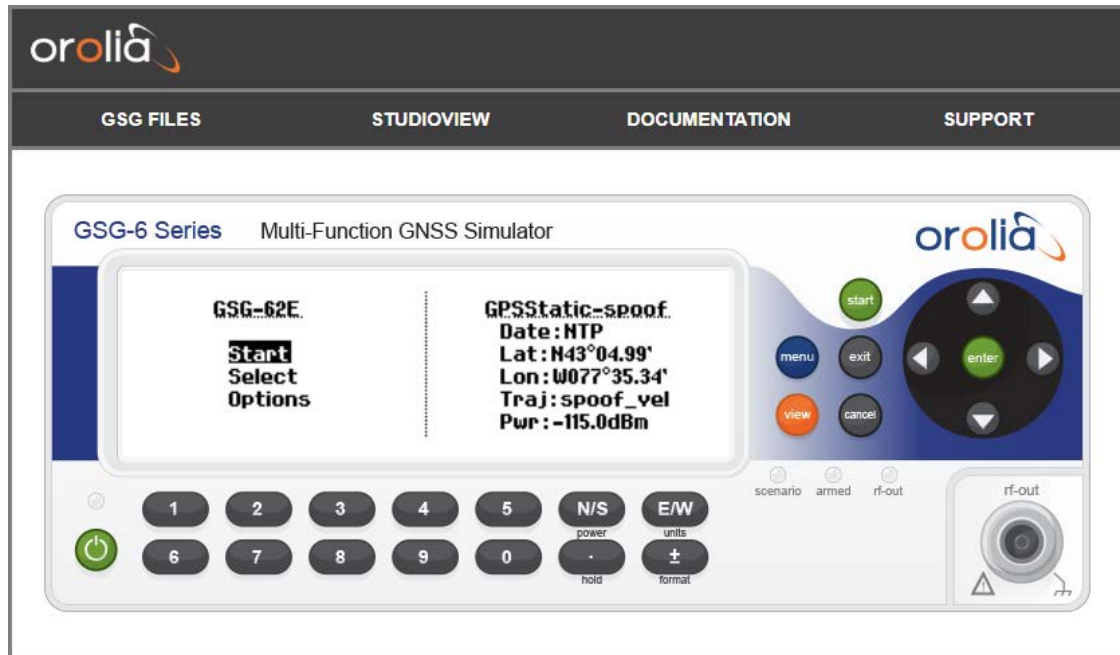 orolia
GSG FILES STUDIOVIEW DOCUMENTATION SUPPORT
GSG-6 Series Multi-Function GNSS Simulator
orolia
GSG-62E
Start
Select
Options
GPSStatic-spoof
Date:NTP
Lat:N43°04.99'
Lon:W077°35.34'
Traj:spoof_vel
Pwr:-115.0dBm
start
menu exit enter
view cancel
scenario armed rf-out
rf-out
1 2 3 4 5 N/S E/W
power units
6 7 8 9 0 . ±
hold format